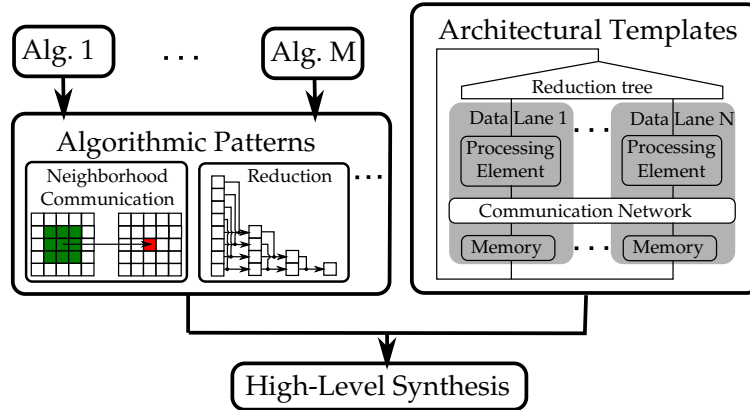 Alg. 1
. . .
Alg. M
Algorithmic Patterns
Neighborhood
Communication
Reduction
...
Architectural Templates
Reduction tree
Data Lane 1
...
Data Lane N
Processing
Element
Processing
Element
Communication Network
Memory
...
Memory
High-Level Synthesis